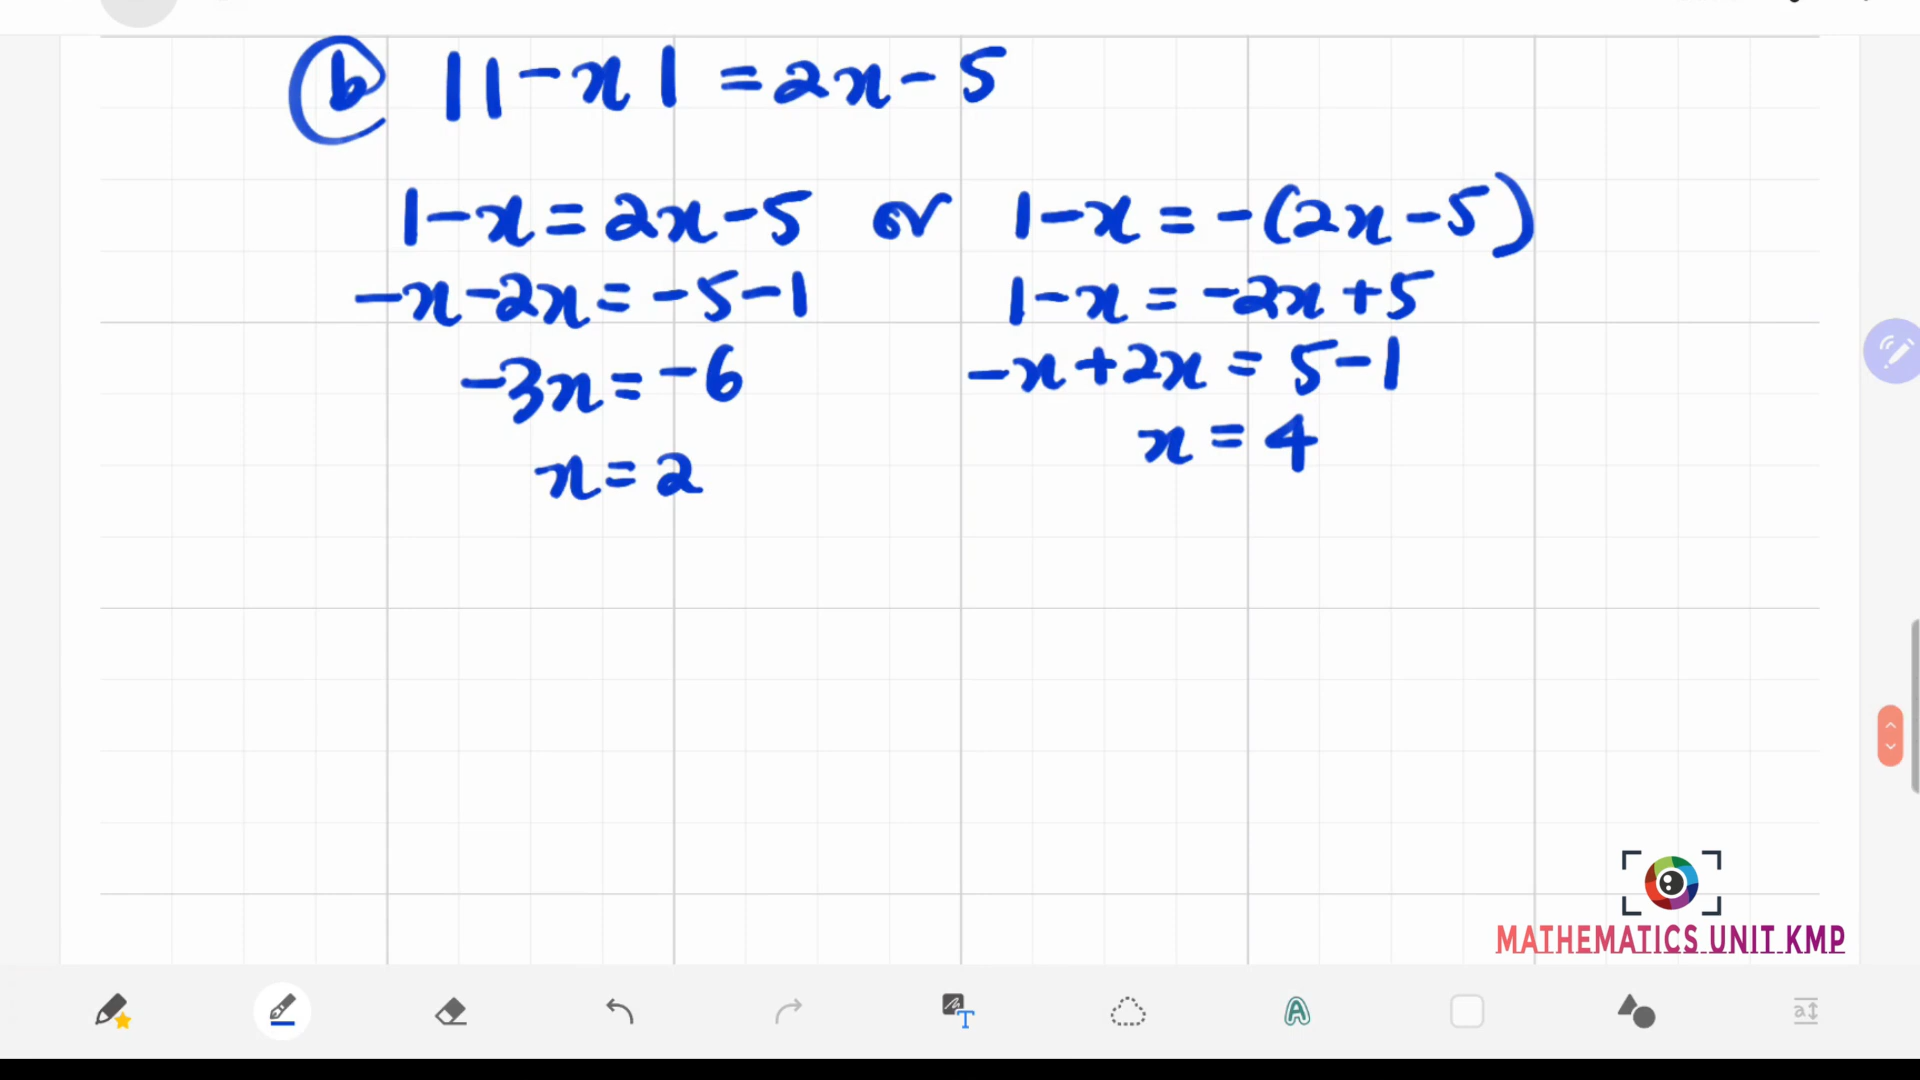 b |1-x| = 2x-5
1-x = 2x-5 or 1-x = -(2x-5)
-x-2x = -5-1 1-x = -2x+5
-3x = -6 -x+2x = 5-1
x = 2 x = 4
MATHEMATICS UNIT KMP